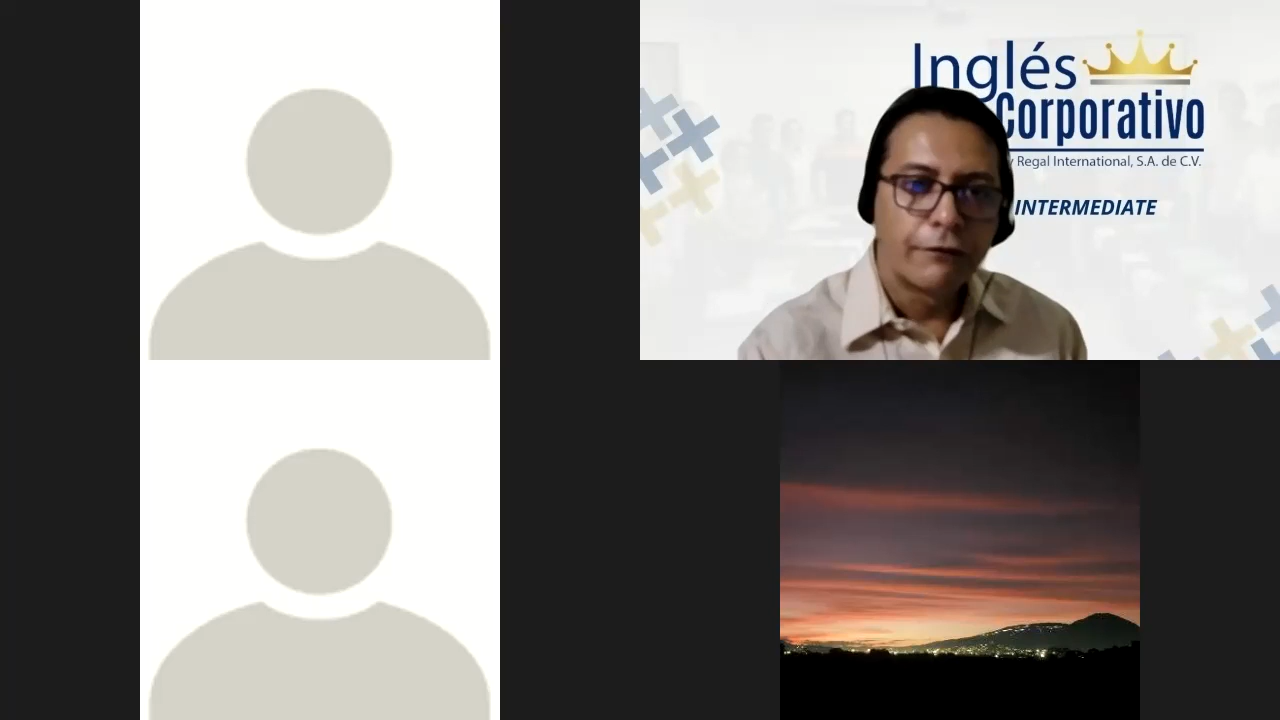 Inglés
Corporativo
Regal International, S.A. de C.V.
INTERMEDIATE